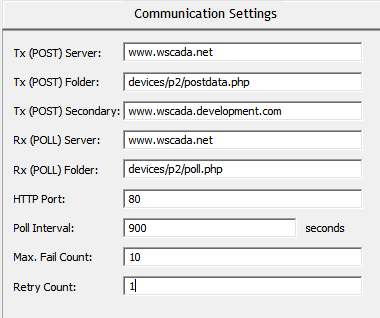 Communication Settings
Tx (POST) Server: www.wscada.net
Tx (POST) Folder: devices/p2/postdata.php
Tx (POST) Secondary: www.wscada.development.com
Rx (POLL) Server: www.wscada.net
Rx (POLL) Folder: devices/p2/poll.php
HTTP Port: 80
Poll Interval: 900 seconds
Max. Fail Count: 10
Retry Count: 1